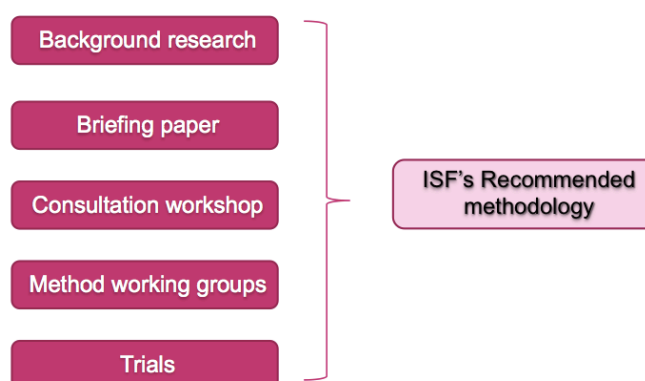 Background research
Briefing paper
Consultation workshop
Method working groups
Trials
ISF's Recommended
methodology